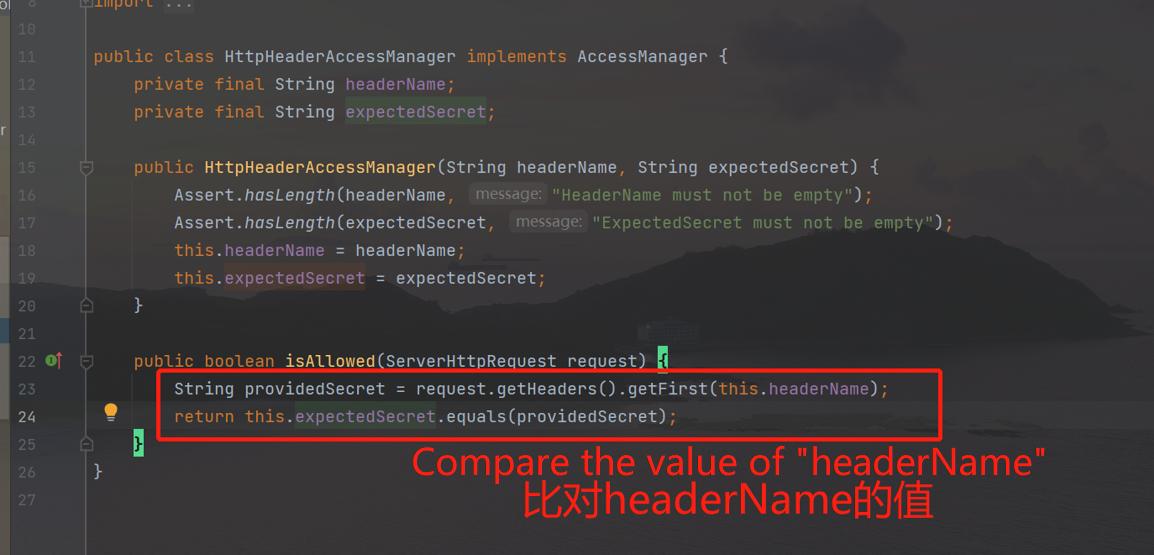 8 import ...
10
11 public class HttpHeaderAccessManager implements AccessManager {
12 private final String headerName;
13 private final String expectedSecret;
14
15 public HttpHeaderAccessManager(String headerName, String expectedSecret) {
16 Assert.hasLength(headerName, message: "HeaderName must not be empty");
17 Assert.hasLength(expectedSecret, message: "ExpectedSecret must not be empty");
18 this.headerName = headerName;
19 this.expectedSecret = expectedSecret;
20 }
21
22 public boolean isAllowed(ServerHttpRequest request) {
23 String providedSecret = request.getHeaders().getFirst(this.headerName);
24 return this.expectedSecret.equals(providedSecret);
25 }
Compare the value of "headerName"
26 }
比对headerName的值
27